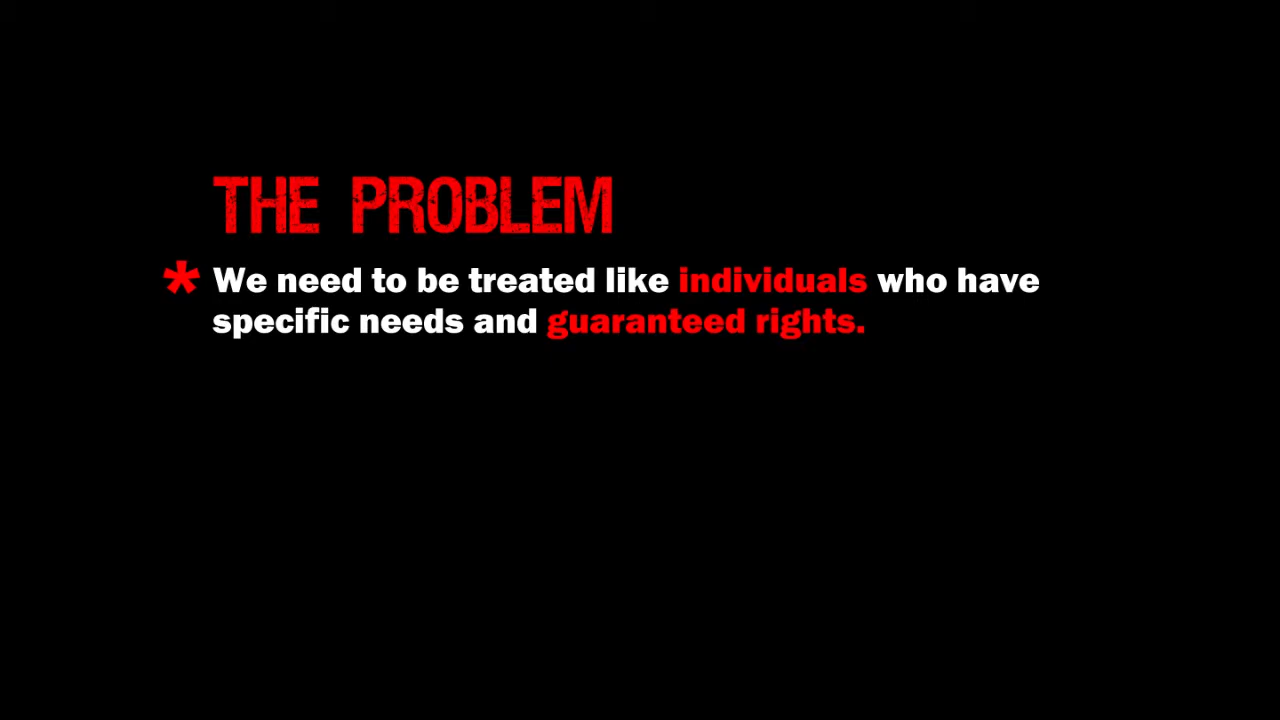 THE PROBLEM
* We need to be treated like individuals who have
specific needs and guaranteed rights.